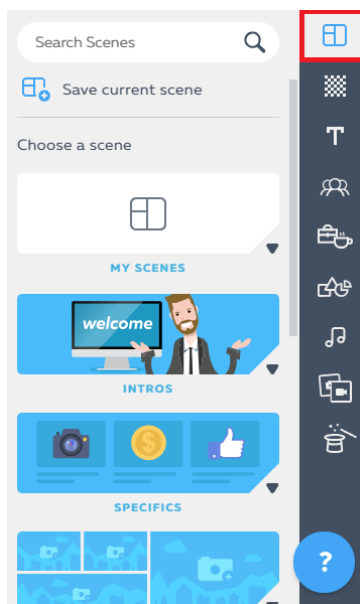 Search Scenes
Save current scene
Choose a scene
MY SCENES
welcome
INTROS
SPECIFICS
?